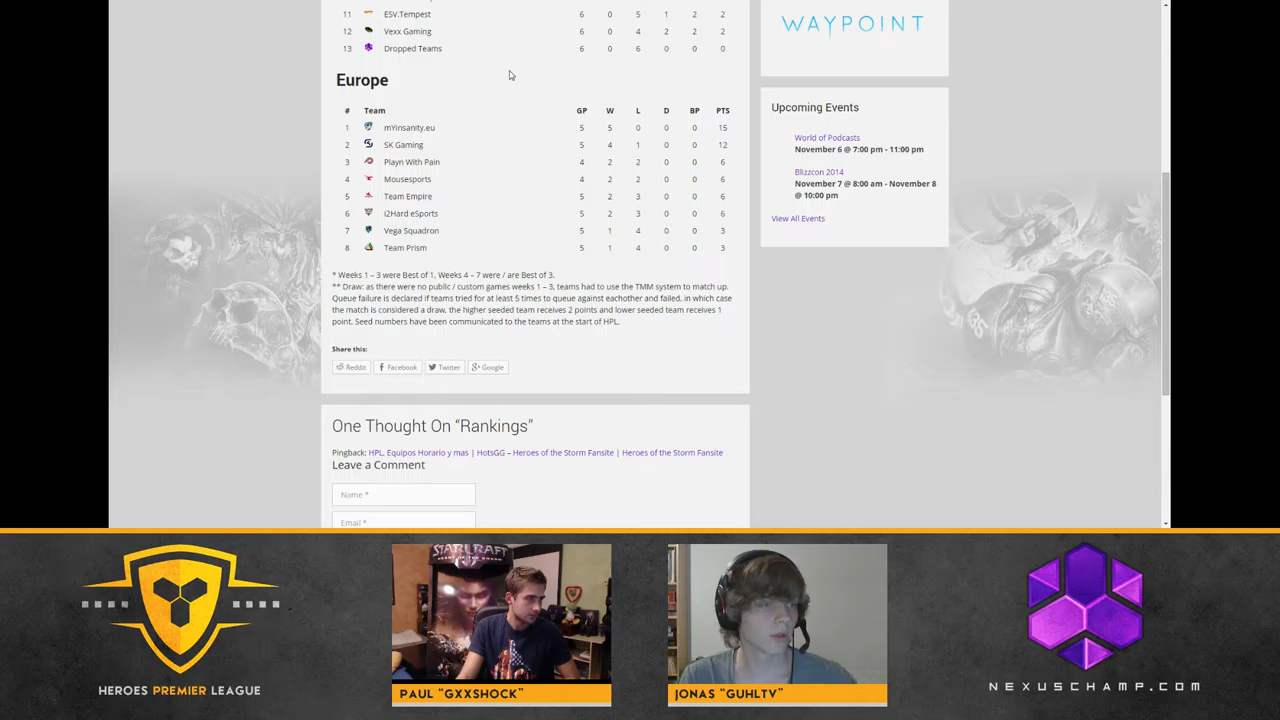 11 ESV.Tempest 6 0 5 1 2 2
12 Vexx Gaming 6 0 4 2 2 2
13 Dropped Teams 6 0 6 0 0 0
Europe
# Team GP W L D BP PTS
1 mYinsanity.eu 5 5 0 0 0 15
2 SK Gaming 5 4 1 0 0 12
3 Playn With Pain 4 2 2 0 0 6
4 Mousesports 4 2 2 0 0 6
5 Team Empire 5 2 3 0 0 6
6 i2Hard eSports 5 2 3 0 0 6
7 Vega Squadron 5 1 4 0 0 3
8 Team Prism 5 1 4 0 0 3
* Weeks 1 – 3 were Best of 1, Weeks 4 – 7 were / are Best of 3.
** Draw: as there were no public / custom games weeks 1 – 3, teams had to use the TMM system to match up.
Queue failure is declared if teams tried for at least 5 times to queue against eachother and failed, in which case
the match is considered a draw, the higher seeded team receives 2 points and lower seeded team receives 1
point. Seed numbers have been communicated to the teams at the start of HPL.
Share this:
Reddit Facebook Twitter Google
One Thought On “Rankings”
Pingback: HPL, Equipos Horario y mas | HotsGG – Heroes of the Storm Fansite | Heroes of the Storm Fansite
Leave a Comment
Name *
Email *
WAYPOINT
Upcoming Events
World of Podcasts
November 6 @ 7:00 pm - 11:00 pm
Blizzcon 2014
November 7 @ 8:00 am - November 8
@ 10:00 pm
View All Events
HEROES PREMIER LEAGUE
STARCRAFT
PAUL “GXXSHOCK”
JONAS “GUHLTV”
NEXUSCHAMP.COM